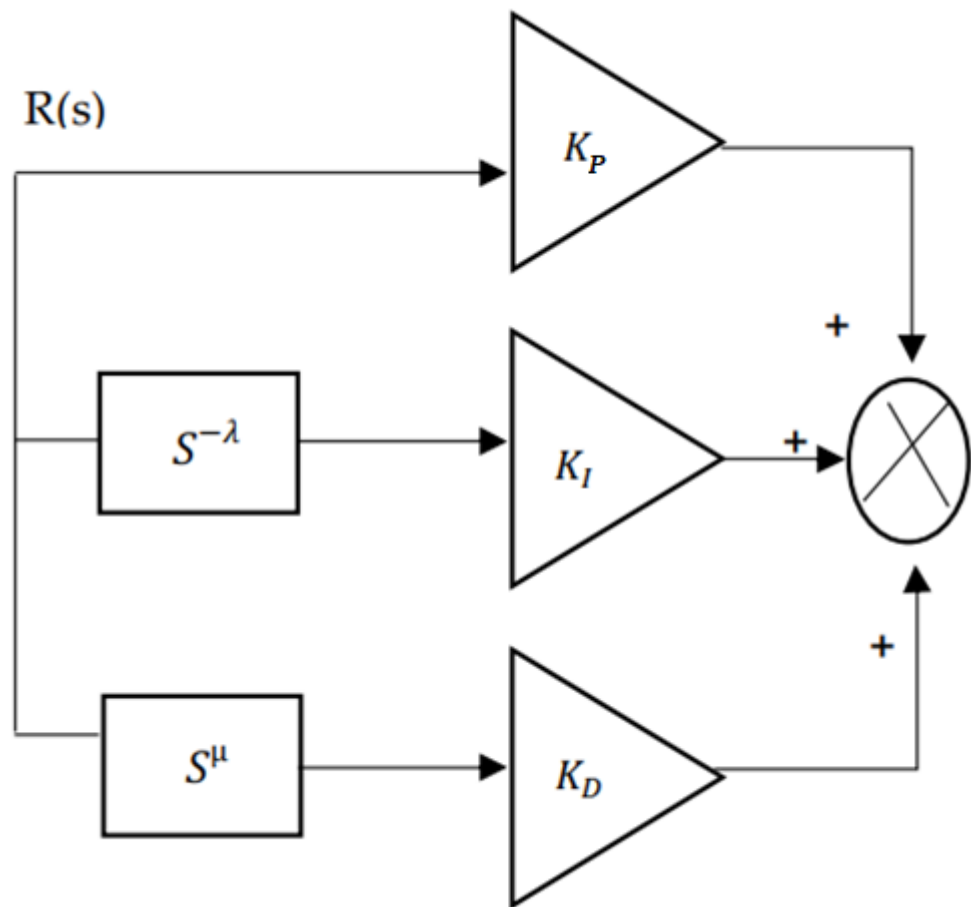 R(s)
K_P
+
S^{-λ}
K_I
+
S^μ
K_D
+